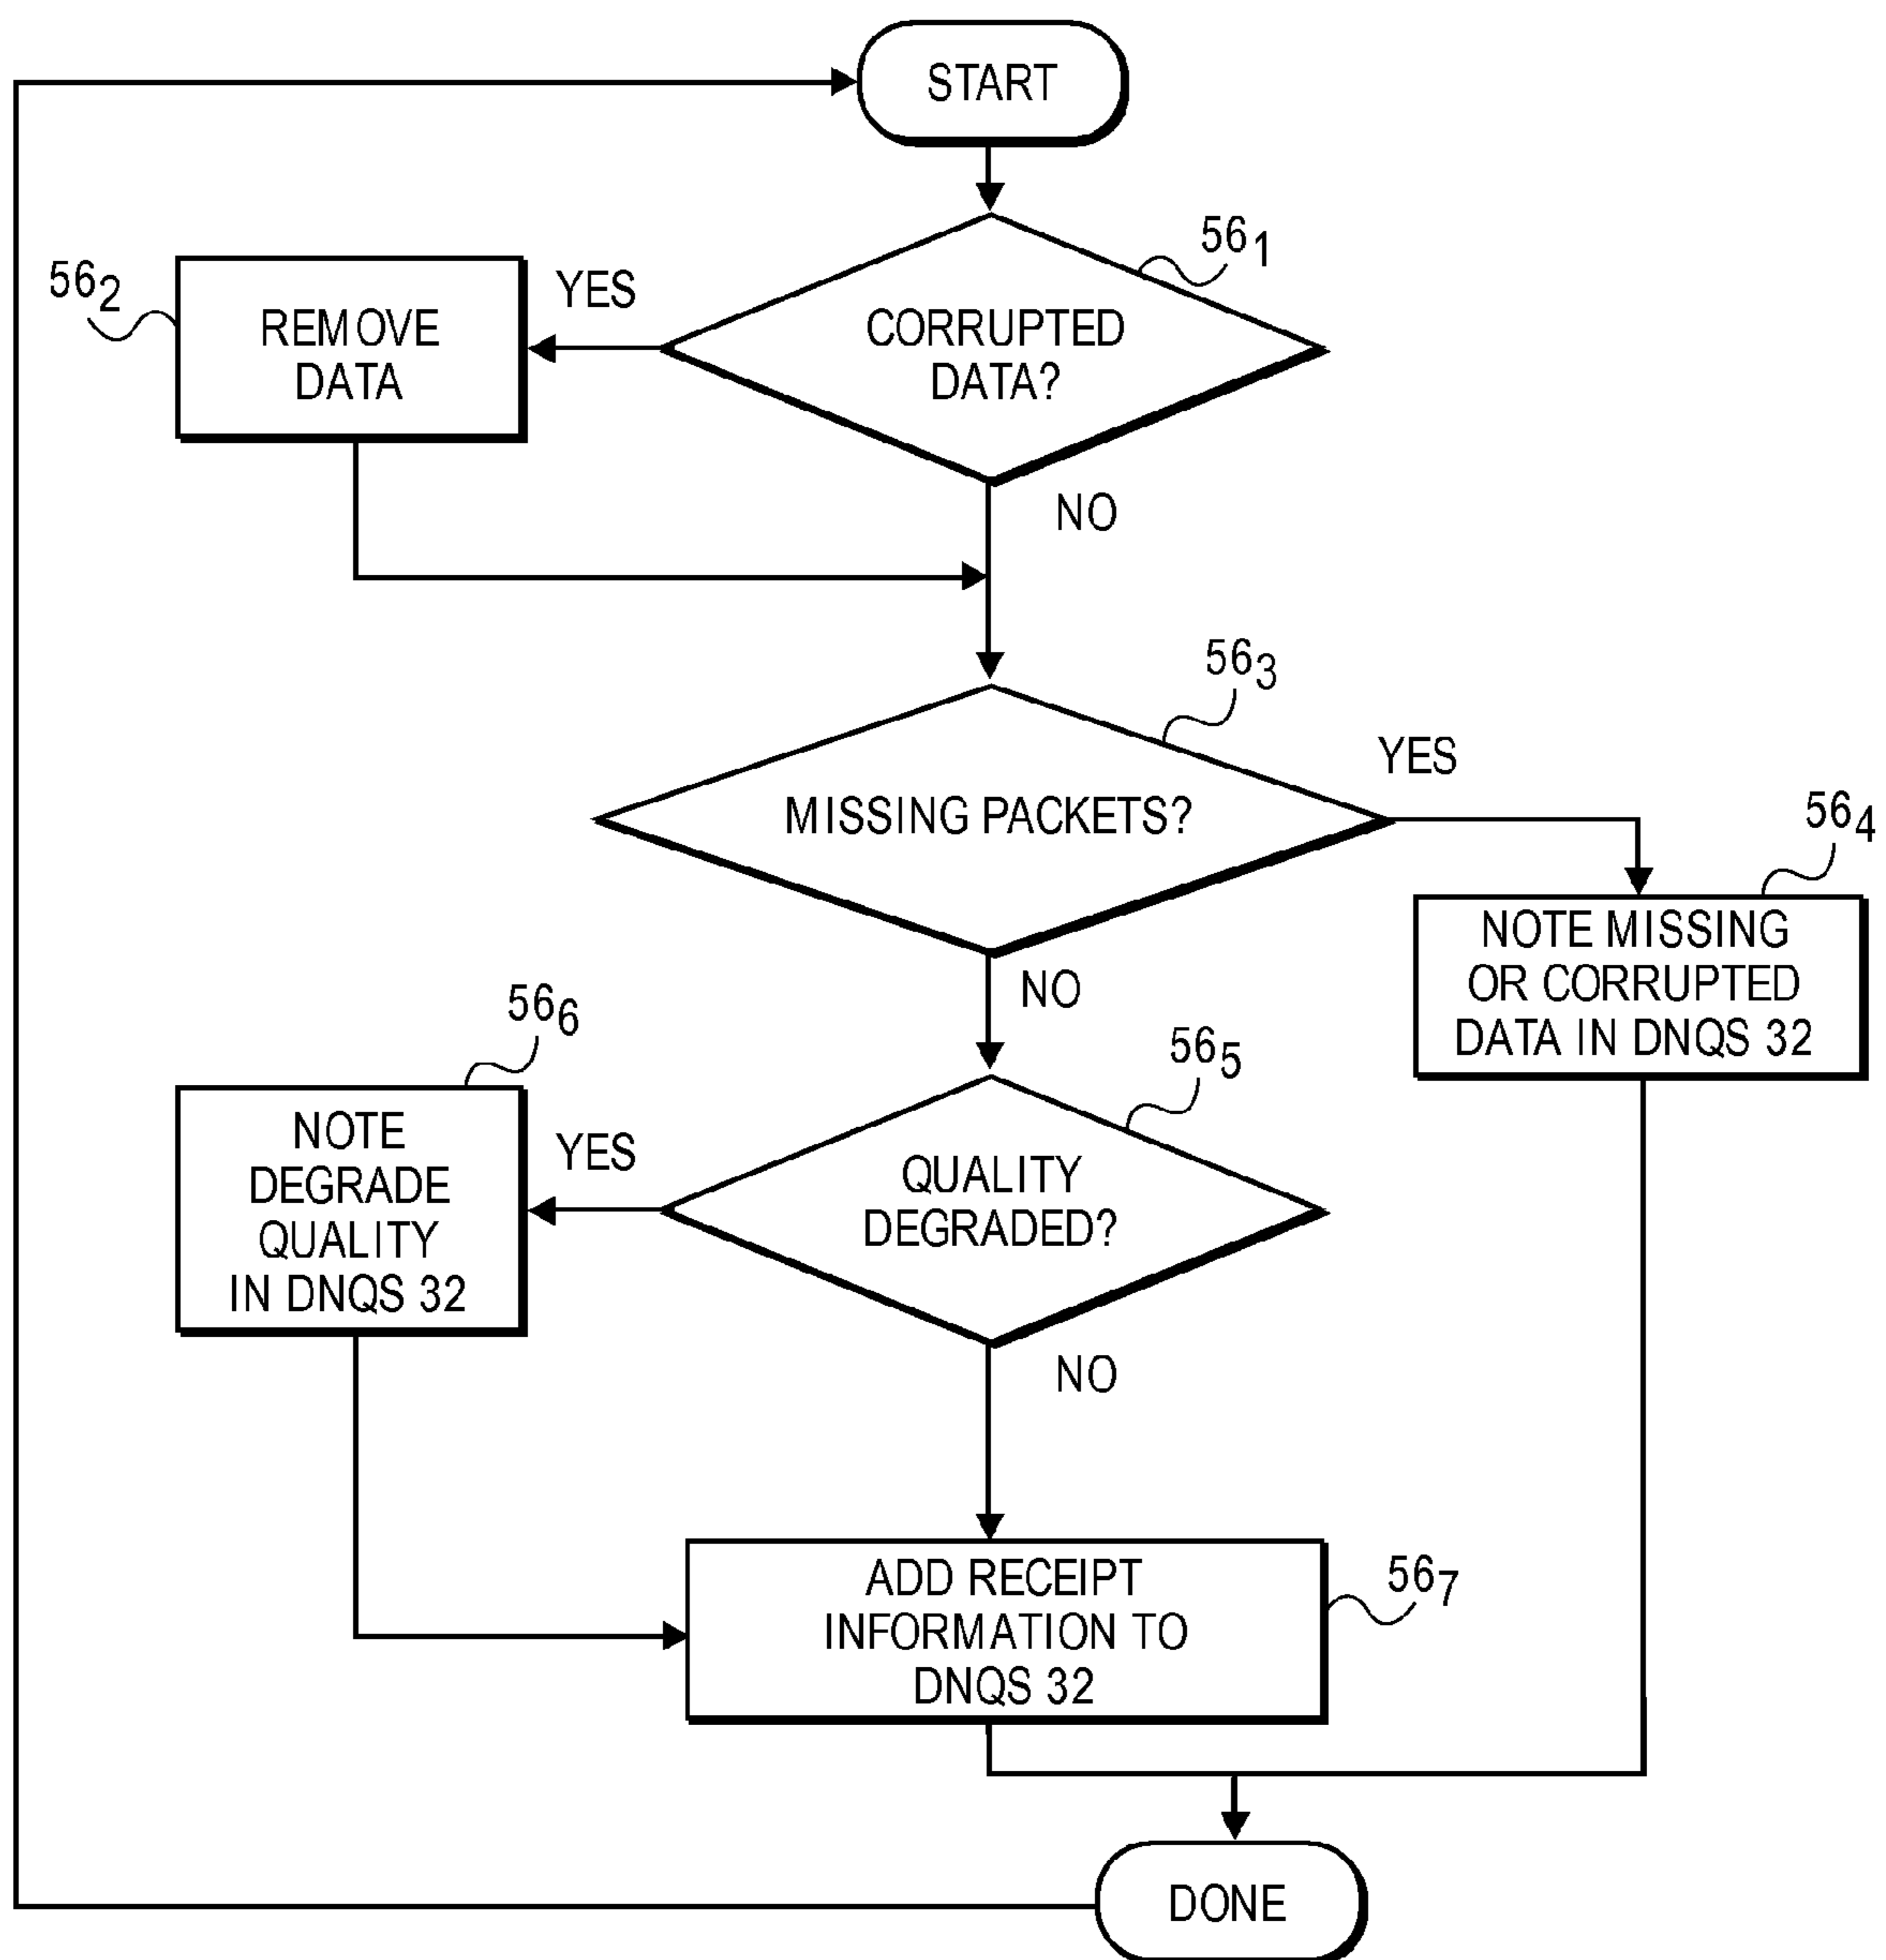 START
56₁
CORRUPTED
DATA?
YES
56₂
REMOVE
DATA
NO
56₃
MISSING PACKETS?
YES
56₄
NOTE MISSING
OR CORRUPTED
DATA IN DNQS 32
NO
56₅
QUALITY
DEGRADED?
YES
56₆
NOTE
DEGRADE
QUALITY
IN DNQS 32
NO
56₇
ADD RECEIPT
INFORMATION TO
DNQS 32
DONE